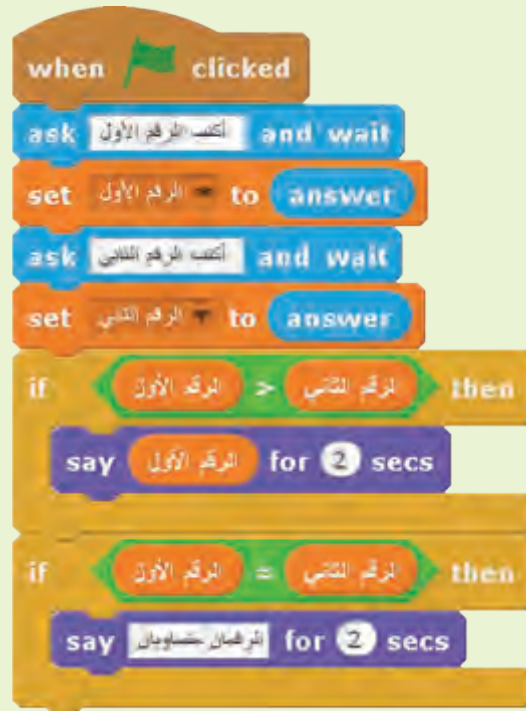 when clicked
ask أكتب الرقم الأول and wait
set الرقم الأول to answer
ask أكتب الرقم الثاني and wait
set الرقم الثاني to answer
if الرقم الأول > الرقم الثاني then
say الرقم الأول for 2 secs
if الرقم الأول = الرقم الثاني then
say الرقمان متساويان for 2 secs